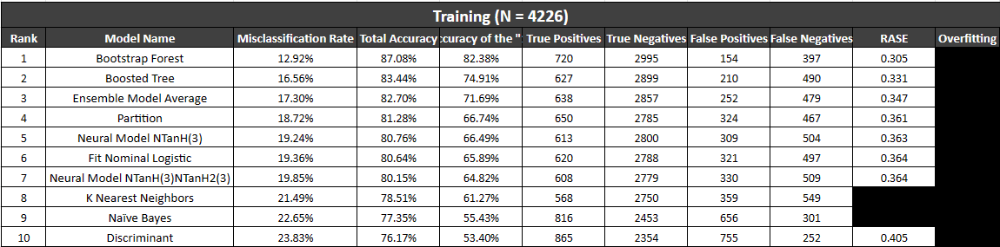 Training (N = 4226)
Rank Model Name Misclassification Rate Total Accuracy ccuracy of the " True Positives True Negatives False Positives False Negatives RASE Overfitting
1 Bootstrap Forest 12.92% 87.08% 82.38% 720 2995 154 397 0.305
2 Boosted Tree 16.56% 83.44% 74.91% 627 2899 210 490 0.331
3 Ensemble Model Average 17.30% 82.70% 71.69% 638 2857 252 479 0.347
4 Partition 18.72% 81.28% 66.74% 650 2785 324 467 0.361
5 Neural Model NTanH(3) 19.24% 80.76% 66.49% 613 2800 309 504 0.363
6 Fit Nominal Logistic 19.36% 80.64% 65.89% 620 2788 321 497 0.364
7 Neural Model NTanH(3)NTanH2(3) 19.85% 80.15% 64.82% 608 2779 330 509 0.364
8 K Nearest Neighbors 21.49% 78.51% 61.27% 568 2750 359 549
9 Naïve Bayes 22.65% 77.35% 55.43% 816 2453 656 301
10 Discriminant 23.83% 76.17% 53.40% 865 2354 755 252 0.405